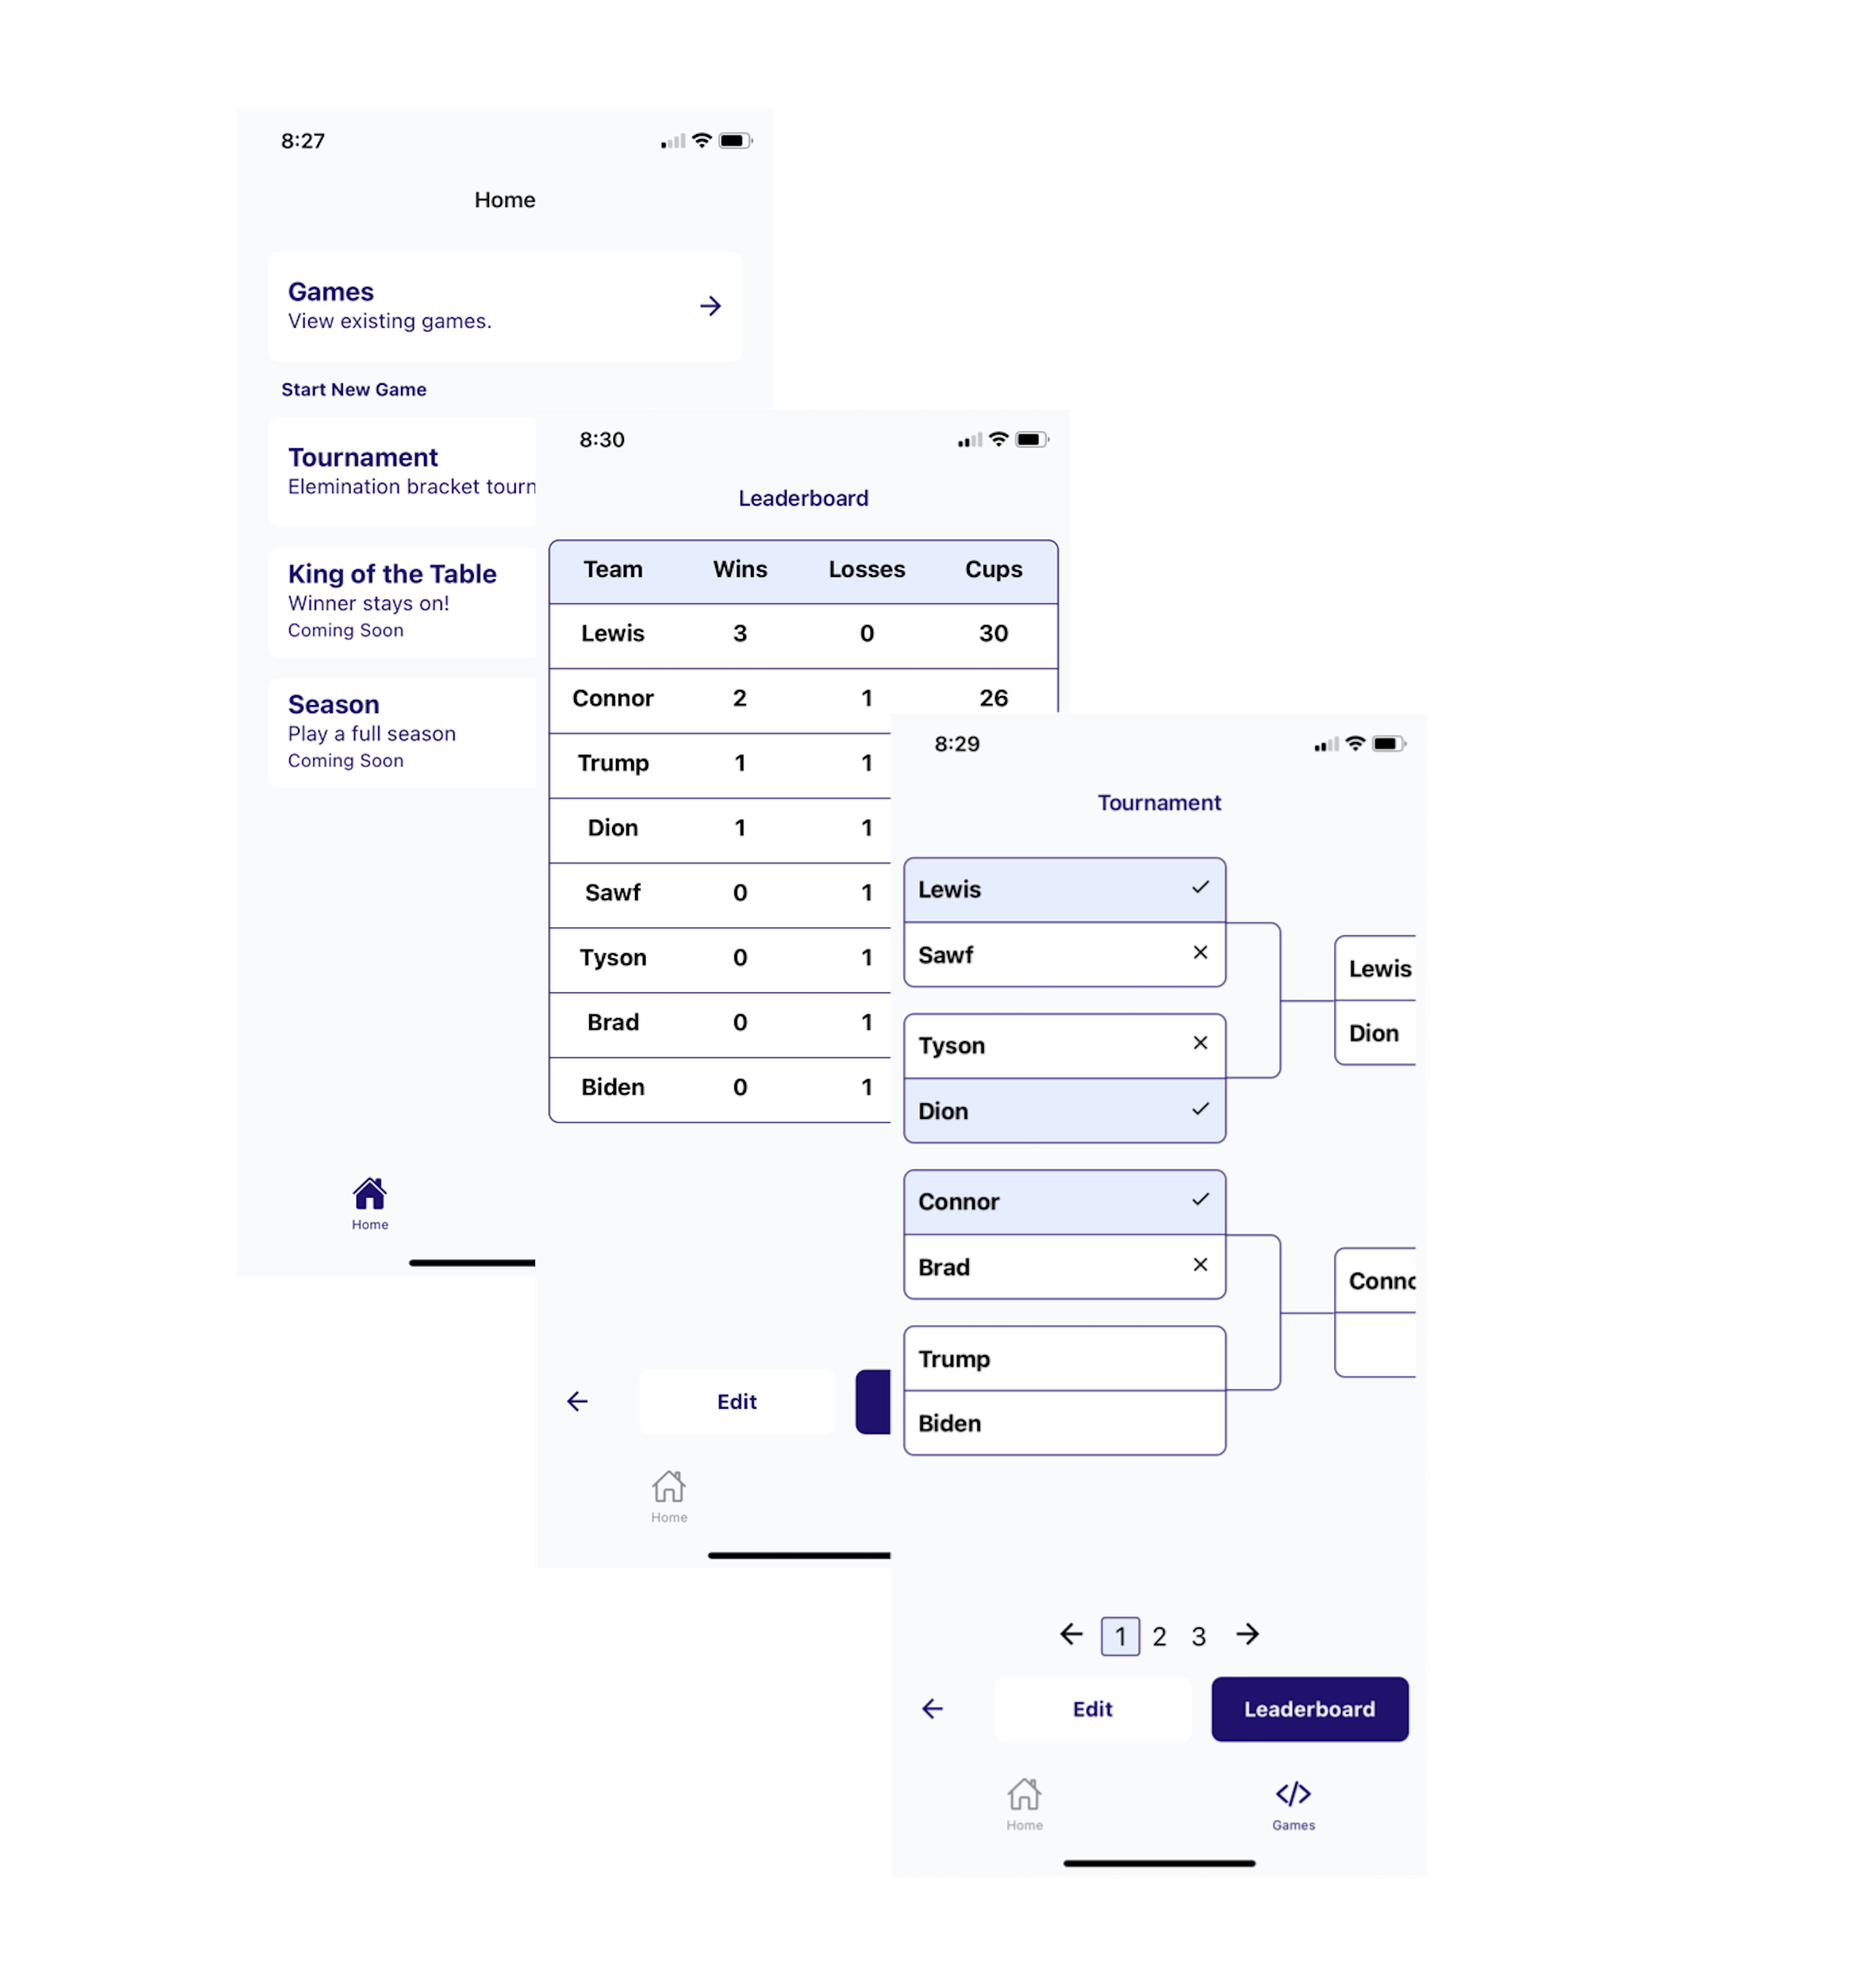 8:27
Home
Games
View existing games.
Start New Game
Tournament
Elemination bracket tourn
King of the Table
Winner stays on!
Coming Soon
Season
Play a full season
Coming Soon
Home
8:30
Leaderboard
Team Wins Losses Cups
Lewis 3 0 30
Connor 2 1 26
Trump 1 1
Dion 1 1
Sawf 0 1
Tyson 0 1
Brad 0 1
Biden 0 1
Edit
Home
8:29
Tournament
Lewis
Sawf
Tyson
Dion
Connor
Brad
Trump
Biden
Lewis
Dion
Conno
1 2 3
Edit Leaderboard
Home Games